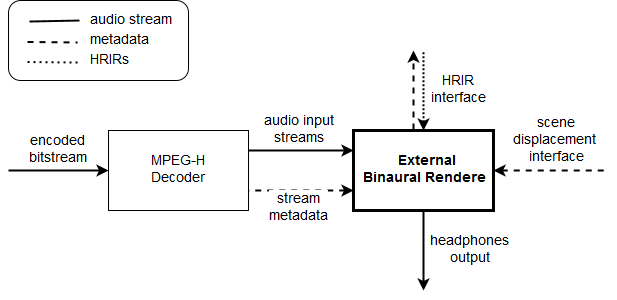 audio stream
metadata
HRIRs
HRIR
interface
scene
displacement
interface
audio input
streams
encoded
bitstream
MPEG-H
Decoder
External
Binaural Rendere
stream
metadata
headphones
output